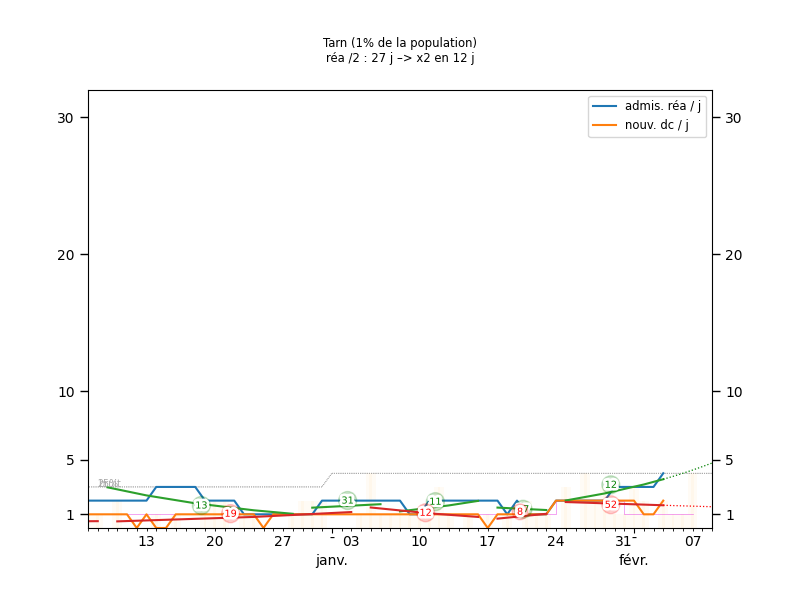 Tarn (1% de la population)
réa /2 : 27 j –> x2 en 12 j
admis. réa / j
nouv. dc / j
30 30
20 20
10 10
5 5
1 1
13 19 31 12 11 8 7 12 52
13 20 27 03 10 17 24 31 07
janv. févr.